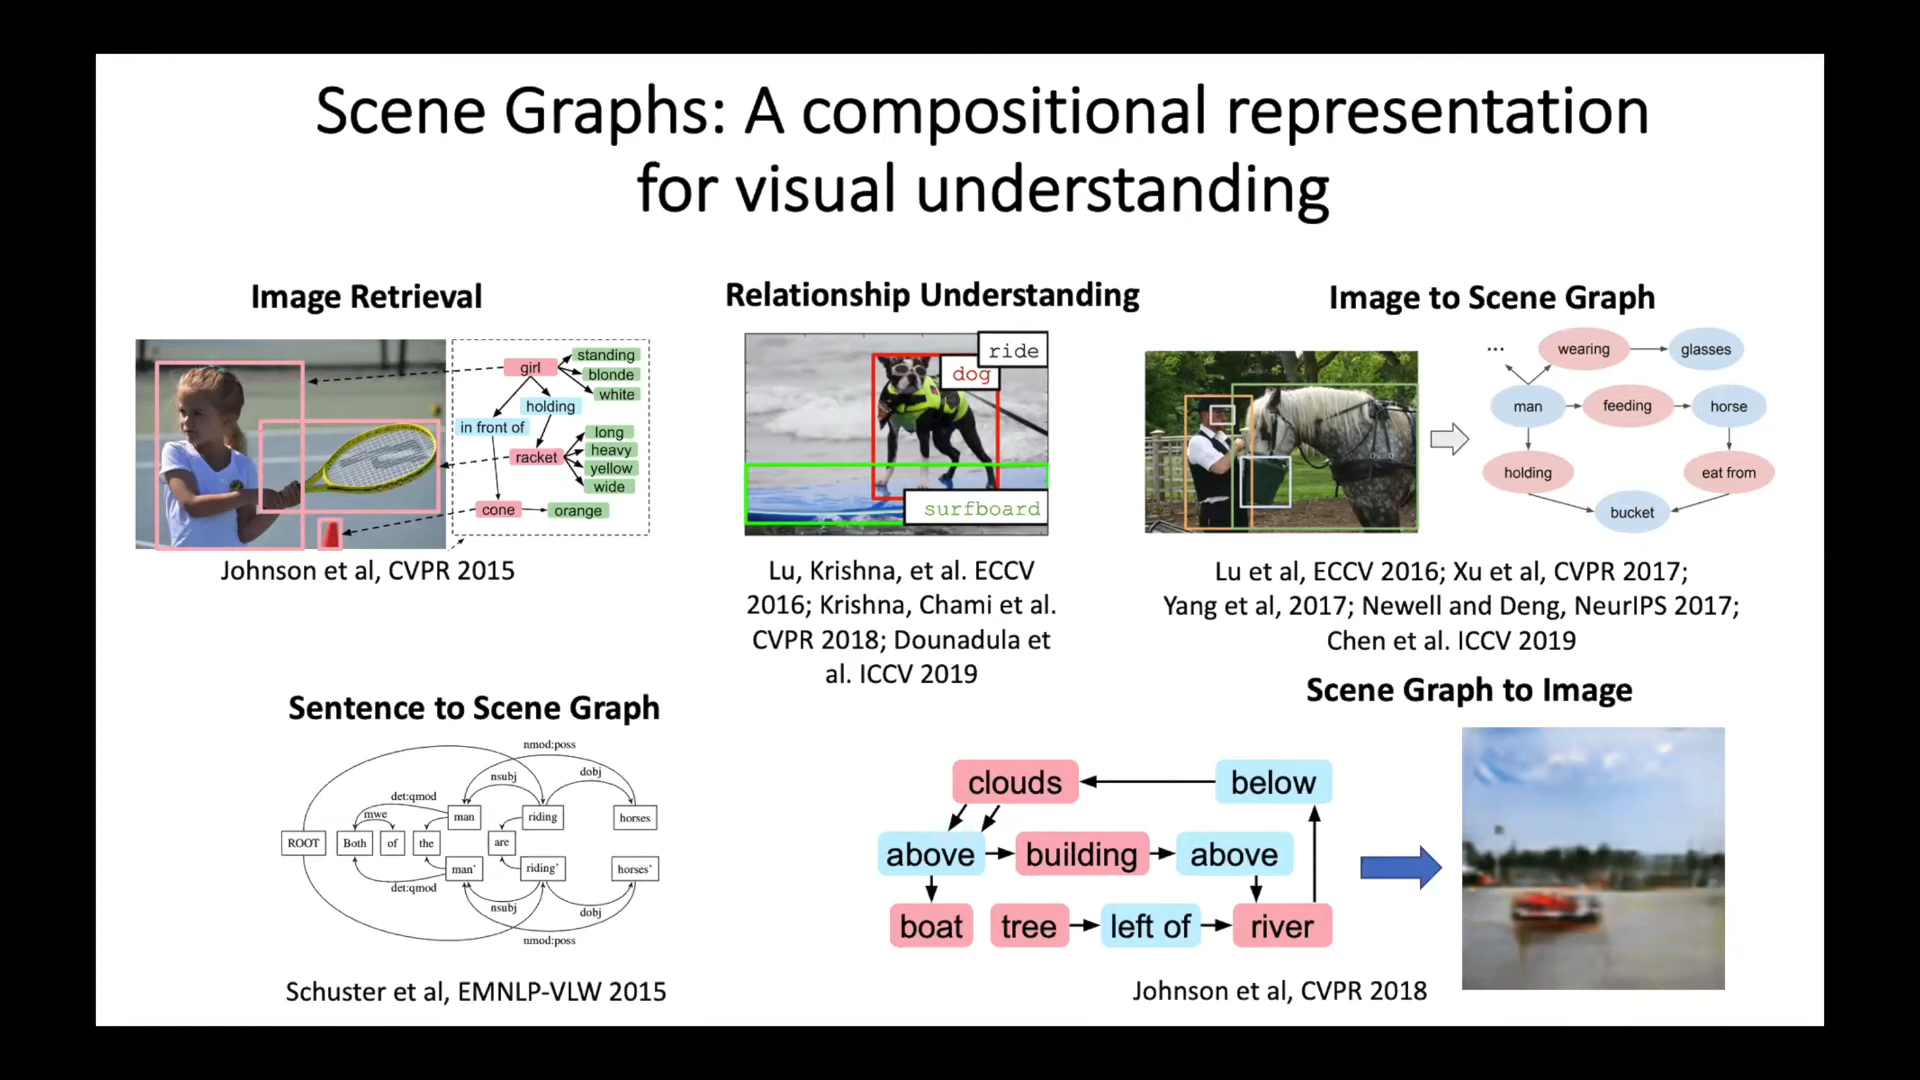 Scene Graphs: A compositional representation
for visual understanding
Image Retrieval
girl
standing
blonde
white
holding
in front of
racket
long
heavy
yellow
wide
cone
orange
Johnson et al, CVPR 2015
Relationship Understanding
ride
dog
surfboard
Lu, Krishna, et al. ECCV
2016; Krishna, Chami et al.
CVPR 2018; Dounadula et
al. ICCV 2019
Image to Scene Graph
...
wearing
glasses
man
feeding
horse
holding
eat from
bucket
Lu et al, ECCV 2016; Xu et al, CVPR 2017;
Yang et al, 2017; Newell and Deng, NeurIPS 2017;
Chen et al. ICCV 2019
Sentence to Scene Graph
nmod:poss
nsubj
dobj
det:qmod
mwe
man
riding
horses
ROOT
Both
of
the
are
man'
riding'
horses'
det:qmod
nsubj
dobj
nmod:poss
Schuster et al, EMNLP-VLW 2015
Scene Graph to Image
clouds
below
above
building
above
boat
tree
left of
river
Johnson et al, CVPR 2018